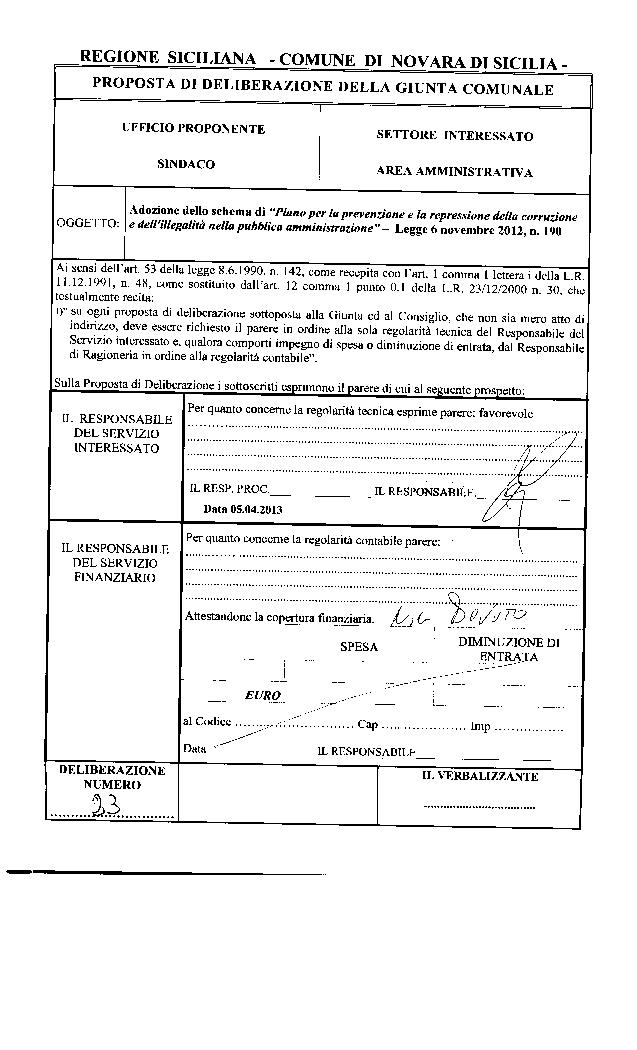 REGIONE SICILIANA - COMUNE DI NOVARA DI SICILIA -
PROPOSTA DI DELIBERAZIONE DELLA GIUNTA COMUNALE
UFFICIO PROPONENTE
SINDACO
SETTORE INTERESSATO
AREA AMMINISTRATIVA
OGGETTO:
Adozione dello schema di "Piano per la prevenzione e la repressione della corruzione
e dell'illegalità nella pubblica amministrazione" – Legge 6 novembre 2012, n. 190
Ai sensi dell'art. 53 della legge 8.6.1990, n. 142, come recepita con l'art. 1 comma 1 lettera i della L.R.
11.12.1991, n. 48, come sostituito dall'art. 12 comma 1 punto 0.1 della L.R. 23/12/2000 n. 30, che
testualmente recita:
1)" su ogni proposta di deliberazione sottoposta alla Giunta ed al Consiglio, che non sia mero atto di
indirizzo, deve essere richiesto il parere in ordine alla sola regolarità tecnica del Responsabile del
Servizio interessato e, qualora comporti impegno di spesa o diminuzione di entrata, dal Responsabile
di Ragioneria in ordine alla regolarità contabile".
Sulla Proposta di Deliberazione i sottoscritti esprimono il parere di cui al seguente prospetto:
IL RESPONSABILE
DEL SERVIZIO
INTERESSATO
Per quanto concerne la regolarità tecnica esprime parere: favorevole
IL RESP. PROC. IL RESPONSABILE
Data 05.04.2013
IL RESPONSABILE
DEL SERVIZIO
FINANZIARIO
Per quanto concerne la regolarità contabile parere:
Attestandone la copertura finanziaria.
SPESA
DIMINUZIONE DI
ENTRATA
EURO
al Codice .................... Cap .................... Imp ................
Data IL RESPONSABILE
DELIBERAZIONE
NUMERO
23
IL VERBALIZZANTE